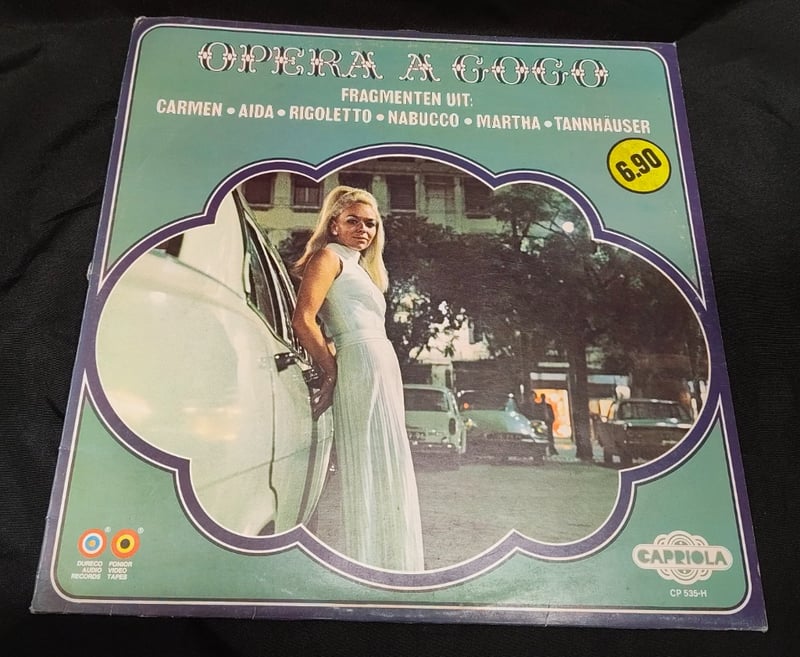 OPERA A GOGO
FRAGMENTEN UIT:
CARMEN • AIDA • RIGOLETTO • NABUCCO • MARTHA • TANNHÄUSER
6.90
DURECO
AUDIO
RECORDS
FONIOR
VIDEO
TAPES
CAPRIOLA
CP 535-H